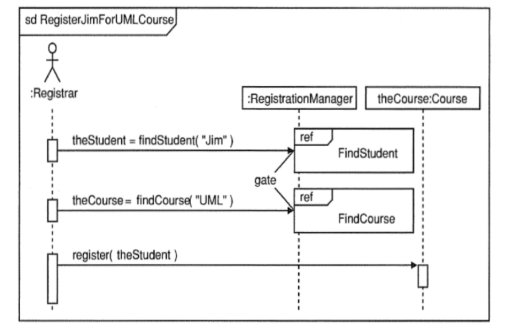 sd RegisterJimForUMLCourse
:Registrar
:RegistrationManager
theCourse:Course
theStudent = findStudent( "Jim" )
ref
FindStudent
gate
theCourse = findCourse( "UML" )
ref
FindCourse
register( theStudent )